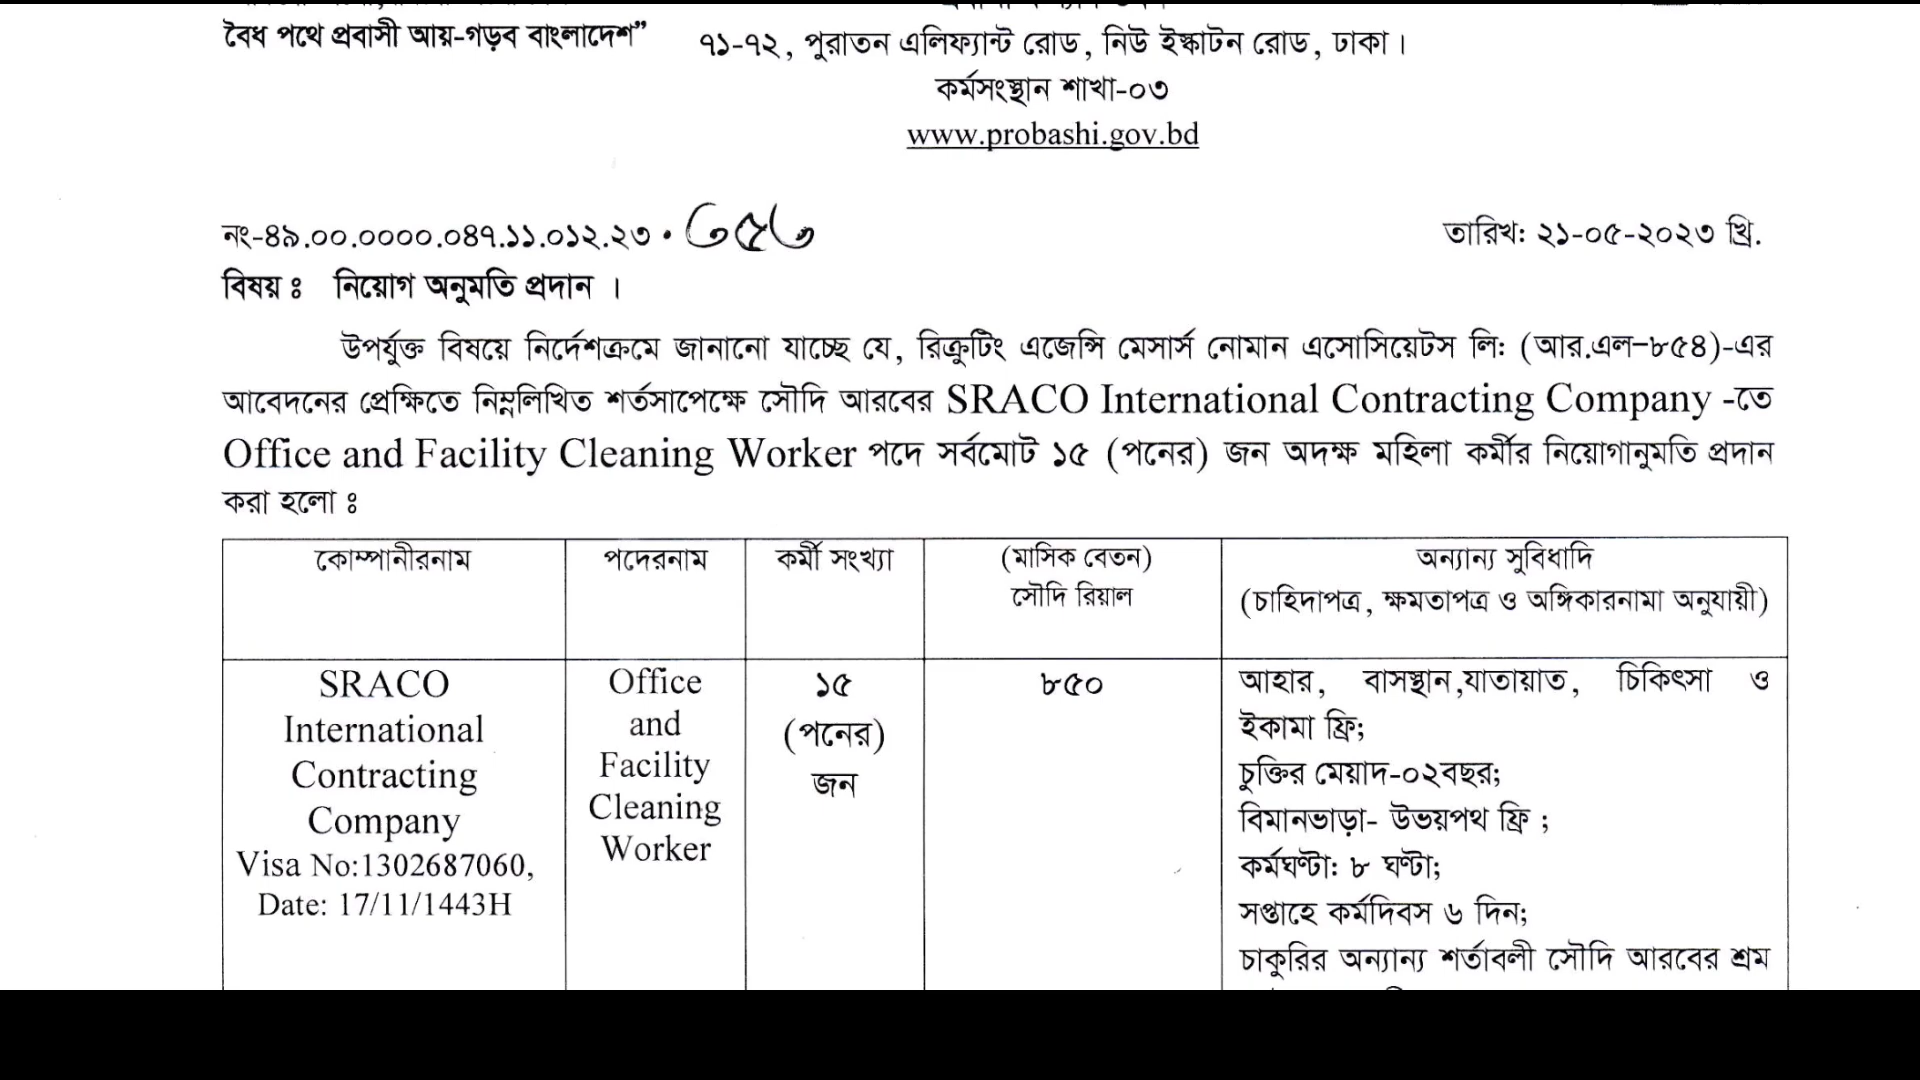 বৈধ পথে প্রবাসী আয়-গড়ব বাংলাদেশ”
৭১-৭২, পুরাতন এলিফ্যান্ট রোড, নিউ ইস্কাটন রোড, ঢাকা।
কর্মসংস্থান শাখা-০৩
www.probashi.gov.bd
নং-৪৯.০০.০০০০.০৪৭.১১.০১২.২৩.৩৫৩
তারিখ: ২১-০৫-২০২৩ খ্রি.
বিষয় ঃ নিয়োগ অনুমতি প্রদান ।
উপর্যুক্ত বিষয়ে নির্দেশক্রমে জানানো যাচ্ছে যে, রিক্রুটিং এজেন্সি মেসার্স নোমান এসোসিয়েটস লি: (আর.এল–৮৫৪)-এর
আবেদনের প্রেক্ষিতে নিম্নলিখিত শর্তসাপেক্ষে সৌদি আরবের SRACO International Contracting Company -তে
Office and Facility Cleaning Worker পদে সর্বমোট ১৫ (পনের) জন অদক্ষ মহিলা কর্মীর নিয়োগানুমতি প্রদান
করা হলো ঃ
কোম্পানীরনাম
পদেরনাম
কর্মী সংখ্যা
(মাসিক বেতন)
সৌদি রিয়াল
অন্যান্য সুবিধাদি
(চাহিদাপত্র, ক্ষমতাপত্র ও অঙ্গিকারনামা অনুযায়ী)
SRACO
International
Contracting
Company
Visa No:1302687060,
Date: 17/11/1443H
Office
and
Facility
Cleaning
Worker
১৫
(পনের)
জন
৮৫০
আহার, বাসস্থান,যাতায়াত, চিকিৎসা ও
ইকামা ফ্রি;
চুক্তির মেয়াদ-০২বছর;
বিমানভাড়া- উভয়পথ ফ্রি ;
কর্মঘণ্টা: ৮ ঘণ্টা;
সপ্তাহে কর্মদিবস ৬ দিন;
চাকুরির অন্যান্য শর্তাবলী সৌদি আরবের শ্রম